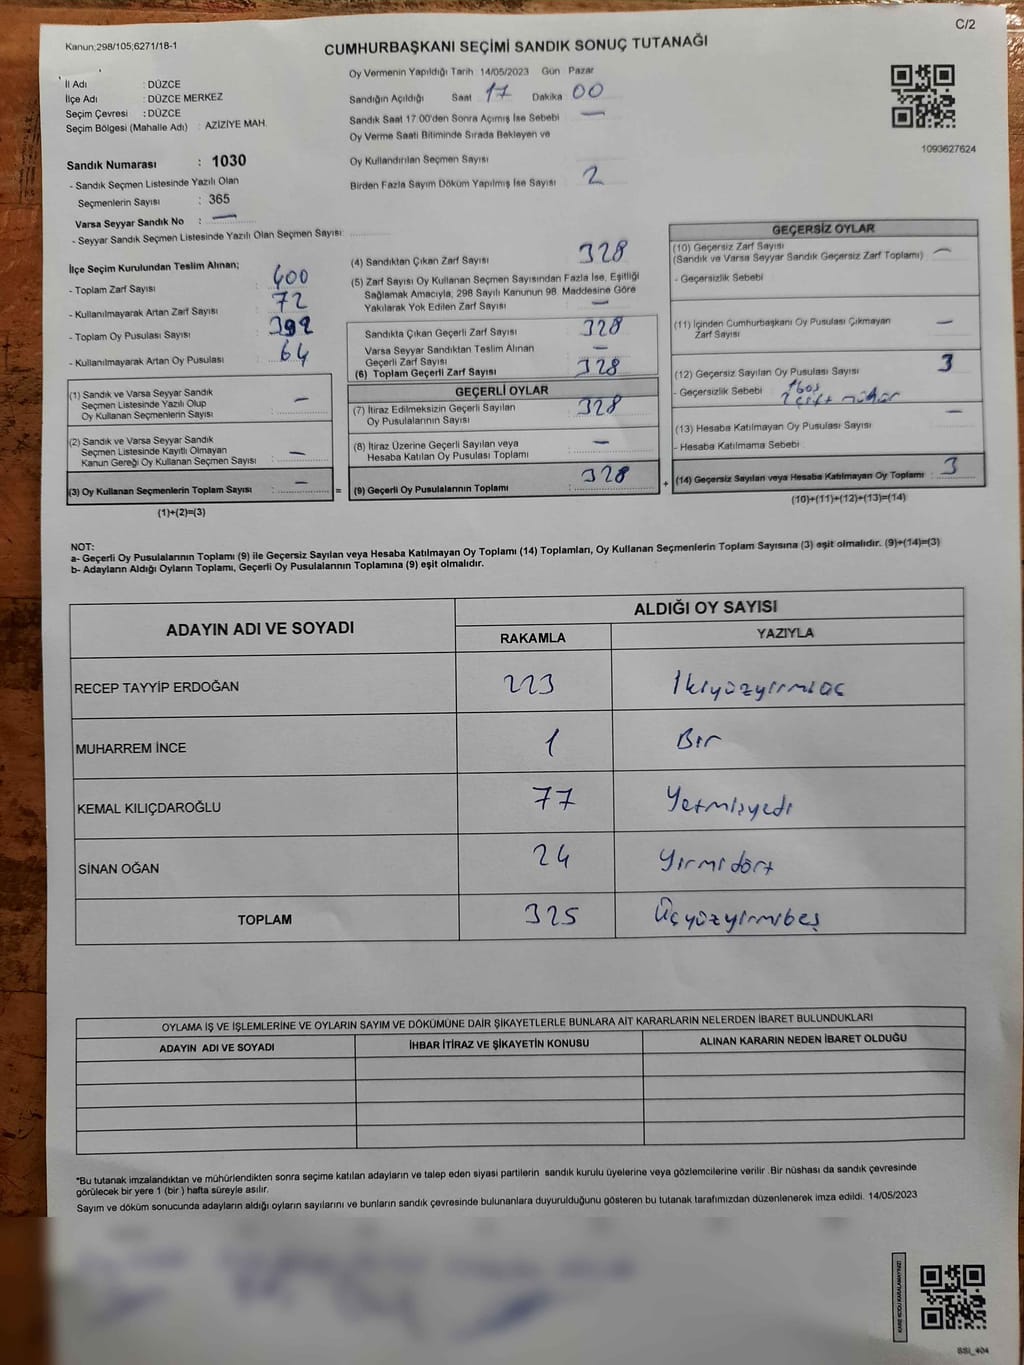 C/2
Kanun;298/105;6271/18-1
CUMHURBAŞKANI SEÇİMİ SANDIK SONUÇ TUTANAĞI
İl Adı : DÜZCE
İlçe Adı : DÜZCE MERKEZ
Seçim Çevresi : DÜZCE
Seçim Bölgesi (Mahalle Adı) : AZİZİYE MAH.
Oy Vermenin Yapıldığı Tarih 14/05/2023 Gün Pazar
Sandığın Açıldığı Saat 17 Dakika 00
Sandık Saat 17.00'den Sonra Açımış İse Sebebi —
Oy Verme Saati Bitiminde Sırada Bekleyen ve
Oy Kullandırılan Seçmen Sayısı
Birden Fazla Sayım Döküm Yapılmış İse Sayısı 2
1093627624
Sandık Numarası : 1030
- Sandık Seçmen Listesinde Yazılı Olan
Seçmenlerin Sayısı : 365
Varsa Seyyar Sandık No : —
- Seyyar Sandık Seçmen Listesinde Yazılı Olan Seçmen Sayısı:
İlçe Seçim Kurulundan Teslim Alınan;
- Toplam Zarf Sayısı : 400
- Kullanılmayarak Artan Zarf Sayısı : 72
- Toplam Oy Pusulası Sayısı : 392
- Kullanılmayarak Artan Oy Pusulası : 64
(1) Sandık ve Varsa Seyyar Sandık
Seçmen Listesinde Yazılı Olup
Oy Kullanan Seçmenlerin Sayısı : —
(2) Sandık ve Varsa Seyyar Sandık
Seçmen Listesinde Kayıtlı Olmayan
Kanun Gereği Oy Kullanan Seçmen Sayısı : —
(3) Oy Kullanan Seçmenlerin Toplam Sayısı : —
(1)+(2)=(3)
=
(4) Sandıktan Çıkan Zarf Sayısı 328
(5) Zarf Sayısı Oy Kullanan Seçmen Sayısından Fazla İse, Eşitliği
Sağlamak Amacıyla, 298 Sayılı Kanunun 98. Maddesine Göre
Yakılarak Yok Edilen Zarf Sayısı —
Sandıkta Çıkan Geçerli Zarf Sayısı : 328
Varsa Seyyar Sandıktan Teslim Alınan
Geçerli Zarf Sayısı —
(6) Toplam Geçerli Zarf Sayısı : 328
GEÇERLİ OYLAR
(7) İtiraz Edilmeksizin Geçerli Sayılan
Oy Pusulasının Sayısı : 328
(8) İtiraz Üzerine Geçerli Sayılan veya
Hesaba Katılan Oy Pusulası Toplamı : —
(9) Geçerli Oy Pusulalarının Toplamı : 328
+
GEÇERSİZ OYLAR
(10) Geçersiz Zarf Sayısı
(Sandık ve Varsa Seyyar Sandık Geçersiz Zarf Toplamı) —
- Geçersizlik Sebebi
(11) İçinden Cumhurbaşkanı Oy Pusulası Çıkmayan
Zarf Sayısı —
(12) Geçersiz Sayılan Oy Pusulası Sayısı 3
- Geçersizlik Sebebi 1 boş
2 çift mühür
(13) Hesaba Katılmayan Oy Pusulası Sayısı —
- Hesaba Katılmama Sebebi
(14) Geçersiz Sayılan veya Hesaba Katılmayan Oy Toplamı : 3
(10)+(11)+(12)+(13)=(14)
NOT:
a- Geçerli Oy Pusulalarının Toplamı (9) ile Geçersiz Sayılan veya Hesaba Katılmayan Oy Toplamı (14) Toplamları, Oy Kullanan Seçmenlerin Toplam Sayısına (3) eşit olmalıdır. (9)+(14)=(3)
b- Adayların Aldığı Oyların Toplamı, Geçerli Oy Pusulalarının Toplamına (9) eşit olmalıdır.
ADAYIN ADI VE SOYADI
ALDIĞI OY SAYISI
RAKAMLA YAZIYLA
RECEP TAYYİP ERDOĞAN 223 İkiyüzyirmiüç
MUHARREM İNCE 1 Bir
KEMAL KILIÇDAROĞLU 77 Yetmişyedi
SİNAN OĞAN 24 Yirmidört
TOPLAM 325 Üçyüzyirmibeş
OYLAMA İŞ VE İŞLEMLERİNE VE OYLARIN SAYIM VE DÖKÜMÜNE DAİR ŞİKAYETLERLE BUNLARA AİT KARARLARIN NELERDEN İBARET BULUNDUKLARI
ADAYIN ADI VE SOYADI İHBAR İTİRAZ VE ŞİKAYETİN KONUSU ALINAN KARARIN NEDEN İBARET OLDUĞU
*Bu tutanak imzalandıktan ve mühürlendikten sonra seçime katılan adayların ve talep eden siyasi partilerin sandık kurulu üyelerine veya gözlemcilerine verilir .Bir nüshası da sandık çevresinde
görülecek bir yere 1 (bir ) hafta süreyle asılır.
Sayım ve döküm sonucunda adayların aldığı oyların sayılarını ve bunların sandık çevresinde bulunanlara duyurulduğunu gösteren bu tutanak tarafımızdan düzenlenerek imza edildi. 14/05/2023
KARE KODU KARALAMAYINIZ!
SSİ_404